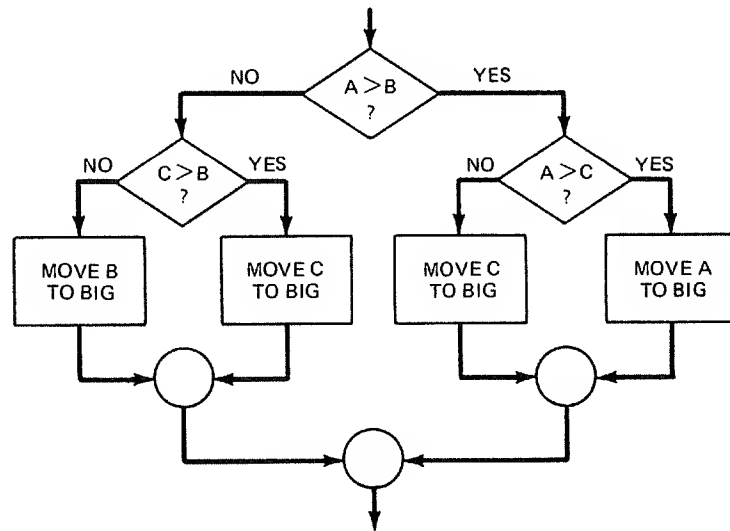 NO
A > B
?
YES
NO
C > B
?
YES
NO
A > C
?
YES
MOVE B
TO BIG
MOVE C
TO BIG
MOVE C
TO BIG
MOVE A
TO BIG